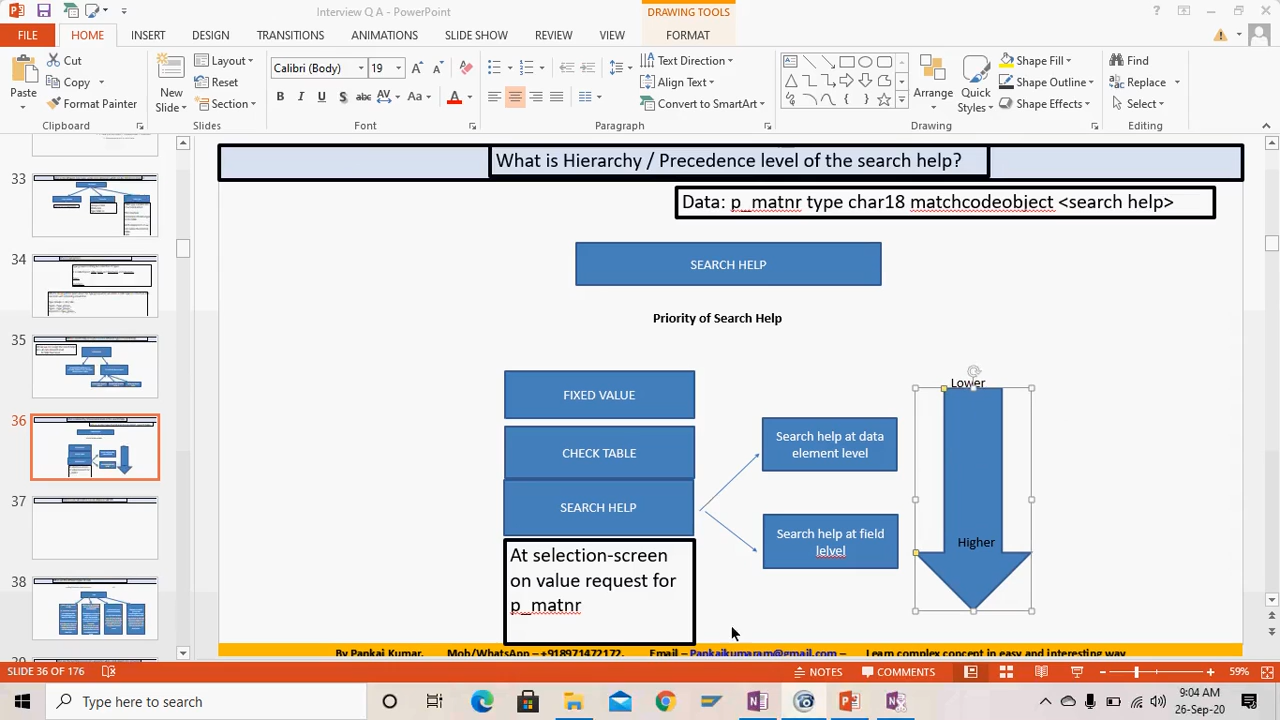 Interview Q A - PowerPoint
DRAWING TOOLS
FILE HOME INSERT DESIGN TRANSITIONS ANIMATIONS SLIDE SHOW REVIEW VIEW FORMAT
Cut
Copy
Format Painter
Paste
Clipboard
New
Slide
Layout
Reset
Section
Slides
Calibri (Body) 19
Font
Text Direction
Align Text
Convert to SmartArt
Paragraph
Arrange
Quick
Styles
Shape Fill
Shape Outline
Shape Effects
Drawing
Find
Replace
Select
Editing
33
34
35
36
37
38
What is Hierarchy / Precedence level of the search help?
Data: p_matnr type char18 matchcodeobject <search help>
SEARCH HELP
Priority of Search Help
FIXED VALUE
CHECK TABLE
SEARCH HELP
At selection-screen
on value request for
p_matnr
Search help at data
element level
Search help at field
lelvel
Lower
Higher
By Pankaj Kumar, Mob/WhatsApp – +918971472172, Email – Pankajkumaram@gmail.com – Learn complex concept in easy and interesting way
SLIDE 36 OF 176
NOTES
COMMENTS
59%
Type here to search
9:04 AM
26-Sep-20